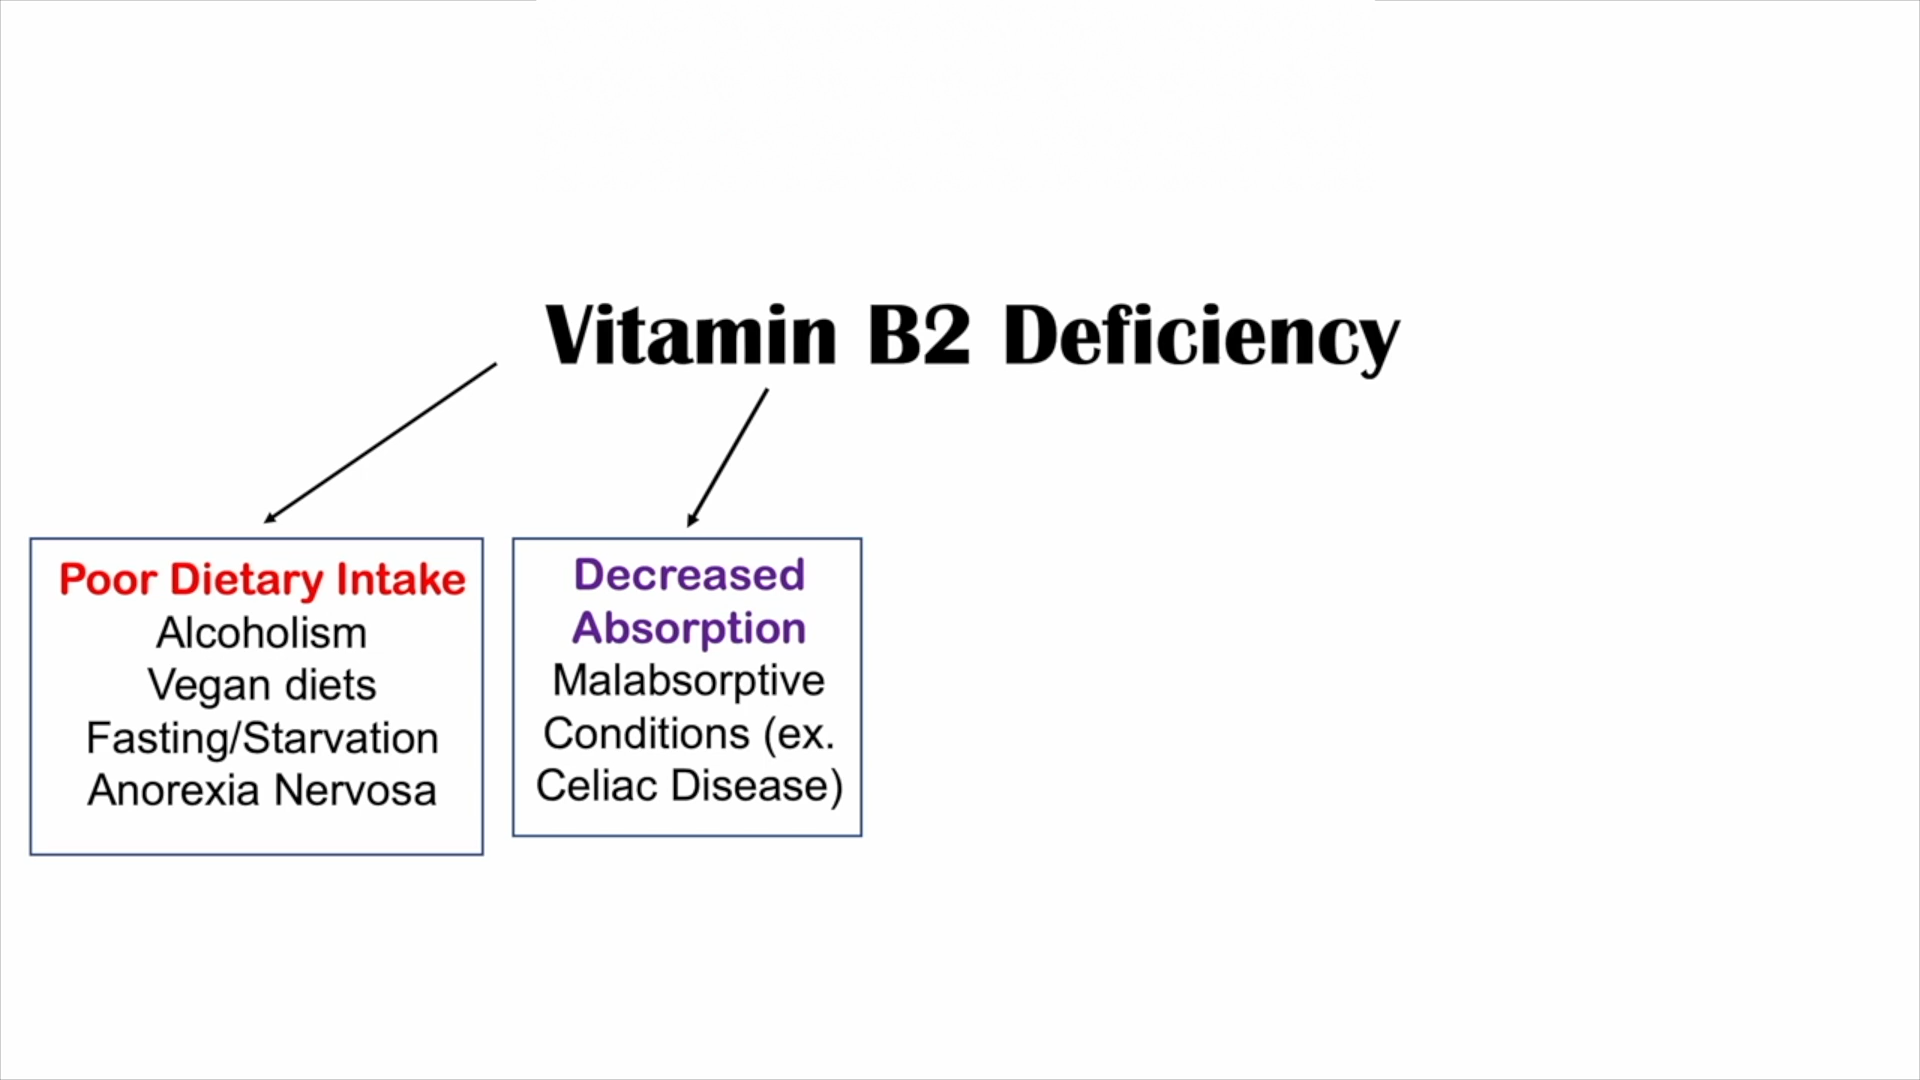 Vitamin B2 Deficiency
Poor Dietary Intake
Alcoholism
Vegan diets
Fasting/Starvation
Anorexia Nervosa
Decreased
Absorption
Malabsorptive
Conditions (ex.
Celiac Disease)